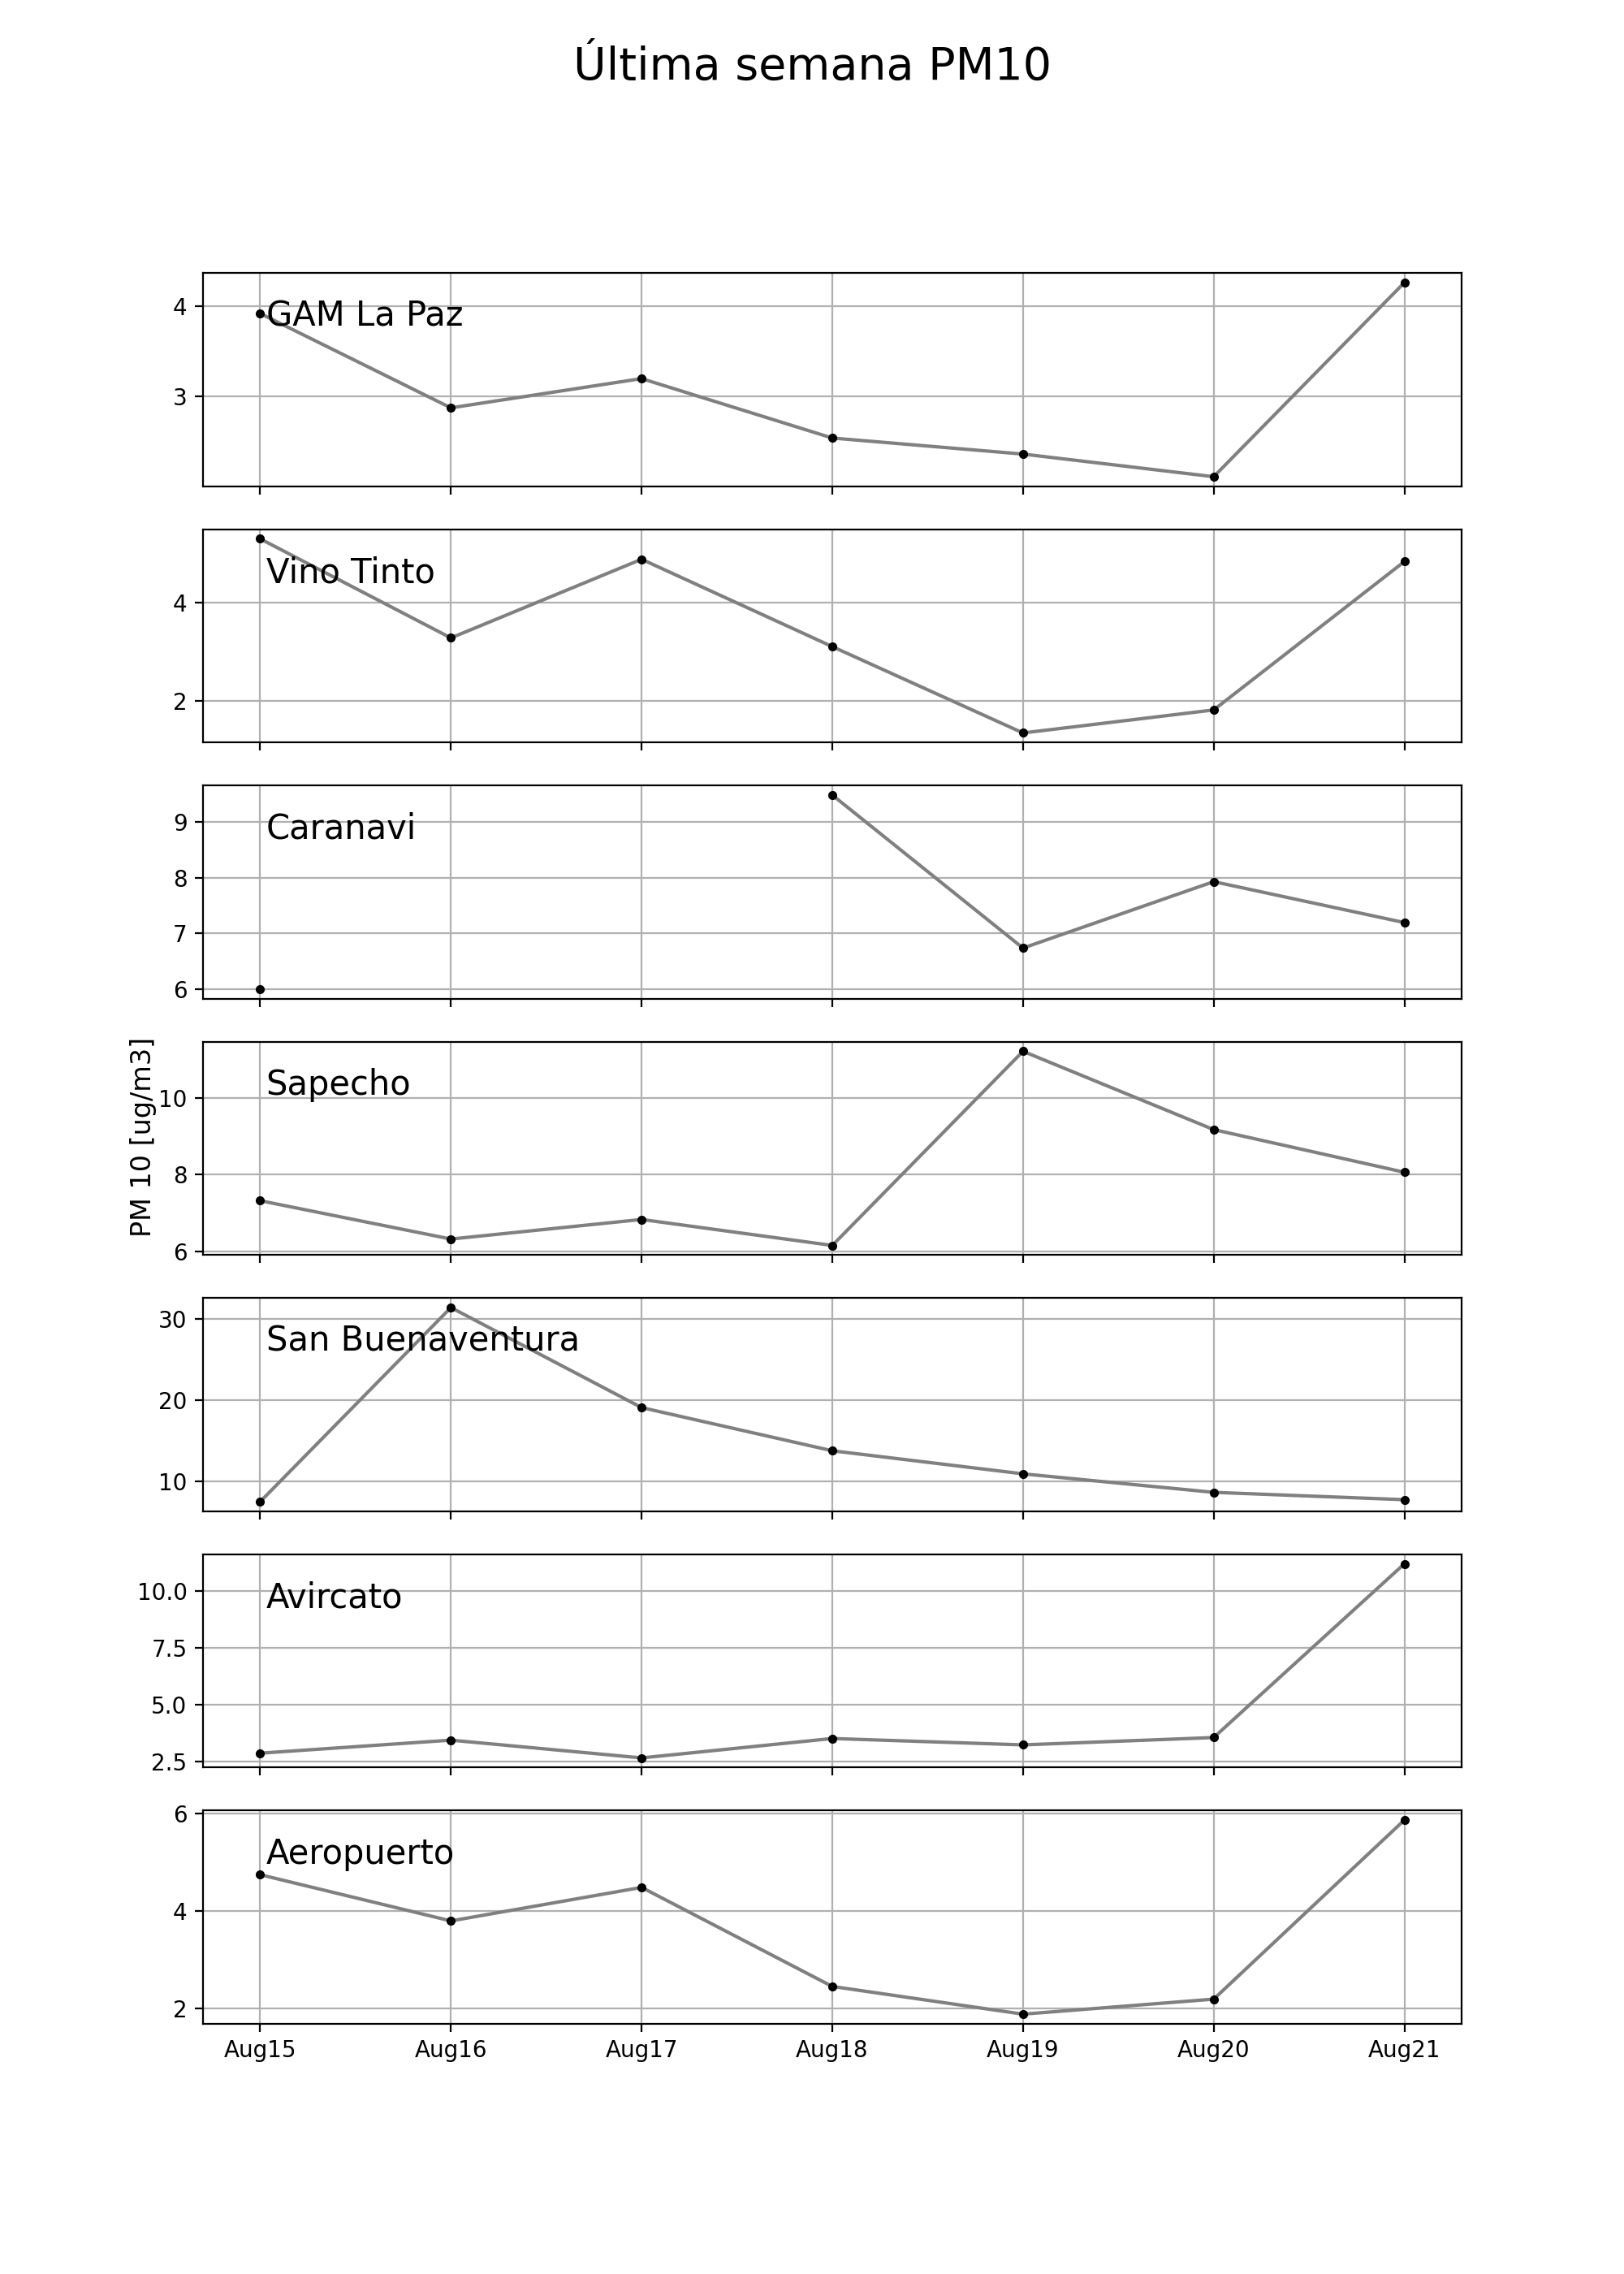 Última semana PM10
GAM La Paz
4
3
Vino Tinto
4
2
Caranavi
9
8
7
6
PM 10 [ug/m3]
Sapecho
10
8
6
San Buenaventura
30
20
10
Avircato
10.0
7.5
5.0
2.5
Aeropuerto
6
4
2
Aug15 Aug16 Aug17 Aug18 Aug19 Aug20 Aug21